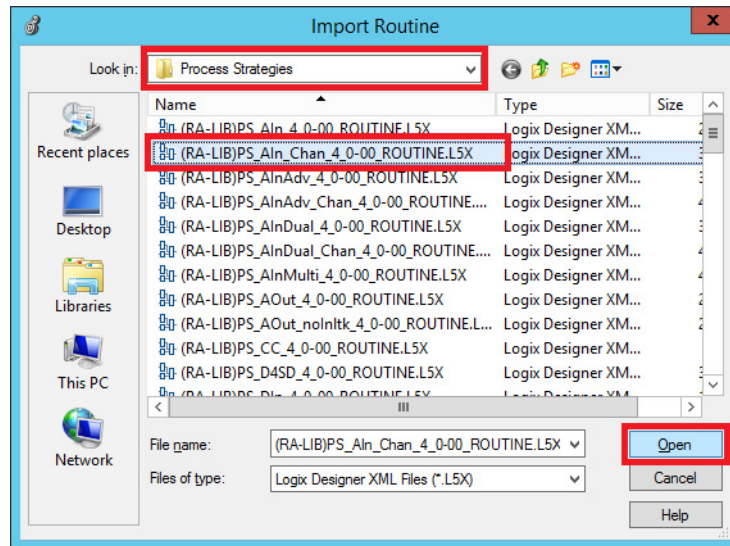 Import Routine
x
Look in: Process Strategies
Name Type Size
(RA-LIB)PS_AIn_4_0-00_ROUTINE.L5X Logix Designer XM...
(RA-LIB)PS_AIn_Chan_4_0-00_ROUTINE.L5X Logix Designer XM...
(RA-LIB)PS_AInAdv_4_0-00_ROUTINE.L5X Logix Designer XM...
(RA-LIB)PS_AInAdv_Chan_4_0-00_ROUTINE.... Logix Designer XM...
(RA-LIB)PS_AInDual_4_0-00_ROUTINE.L5X Logix Designer XM...
(RA-LIB)PS_AInDual_Chan_4_0-00_ROUTINE.... Logix Designer XM...
(RA-LIB)PS_AInMulti_4_0-00_ROUTINE.L5X Logix Designer XM...
(RA-LIB)PS_AOut_4_0-00_ROUTINE.L5X Logix Designer XM...
(RA-LIB)PS_AOut_noIntlk_4_0-00_ROUTINE.L... Logix Designer XM...
(RA-LIB)PS_CC_4_0-00_ROUTINE.L5X Logix Designer XM...
(RA-LIB)PS_D4SD_4_0-00_ROUTINE.L5X Logix Designer XM...
Recent places
Desktop
Libraries
This PC
Network
File name: (RA-LIB)PS_AIn_Chan_4_0-00_ROUTINE.L5X
Open
Files of type: Logix Designer XML Files (*.L5X)
Cancel
Help